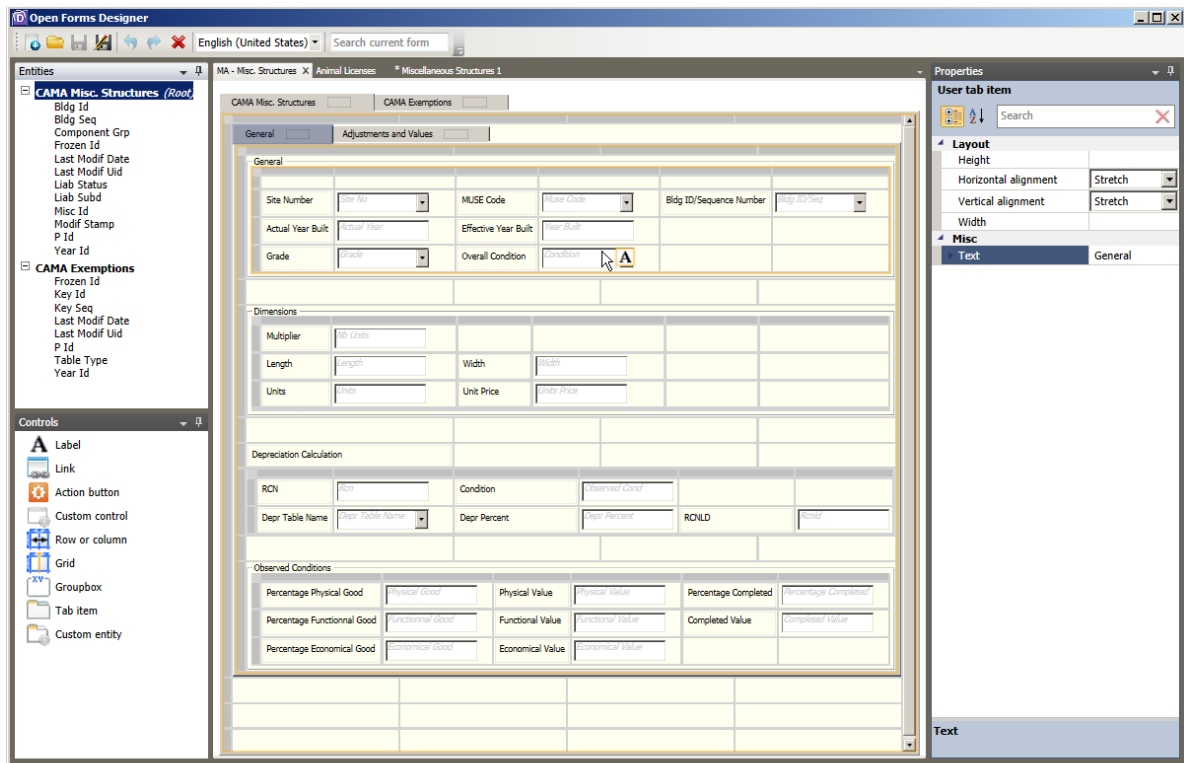 Open Forms Designer
English (United States) Search current form
Entities
CAMA Misc. Structures (Root)
Bldg Id
Bldg Seq
Component Grp
Frozen Id
Last Modif Date
Last Modif Uid
Liab Status
Liab Subd
Misc Id
Modif Stamp
P Id
Year Id
CAMA Exemptions
Frozen Id
Key Id
Key Seq
Last Modif Date
Last Modif Uid
P Id
Table Type
Year Id
Controls
A Label
Link
Action button
Custom control
Row or column
Grid
XY Groupbox
Tab item
Custom entity
MA - Misc. Structures X Animal Licenses * Miscellaneous Structures 1
CAMA Misc. Structures CAMA Exemptions
General Adjustments and Values
General
Site Number Site No MUSE Code Muse Code Bldg ID/Sequence Number Bldg ID/Seq
Actual Year Built Actual Year Effective Year Built Year Built
Grade Grade Overall Condition Condition A
Dimensions
Multiplier Nb Units
Length Length Width Width
Units Units Unit Price Units Price
Depreciation Calculation
RCN Rcn Condition Observed Cond
Depr Table Name Depr Table Name Depr Percent Depr Percent RCNLD Rcnld
Observed Conditions
Percentage Physical Good Physical Good Physical Value Physical Value Percentage Completed Percentage Completed
Percentage Functionnal Good Functionnal Good Functional Value Functional Value Completed Value Completed Value
Percentage Economical Good Economical Good Economical Value Economical Value
Properties
User tab item
Search
Layout
Height
Horizontal alignment Stretch
Vertical alignment Stretch
Width
Misc
Text General
Text